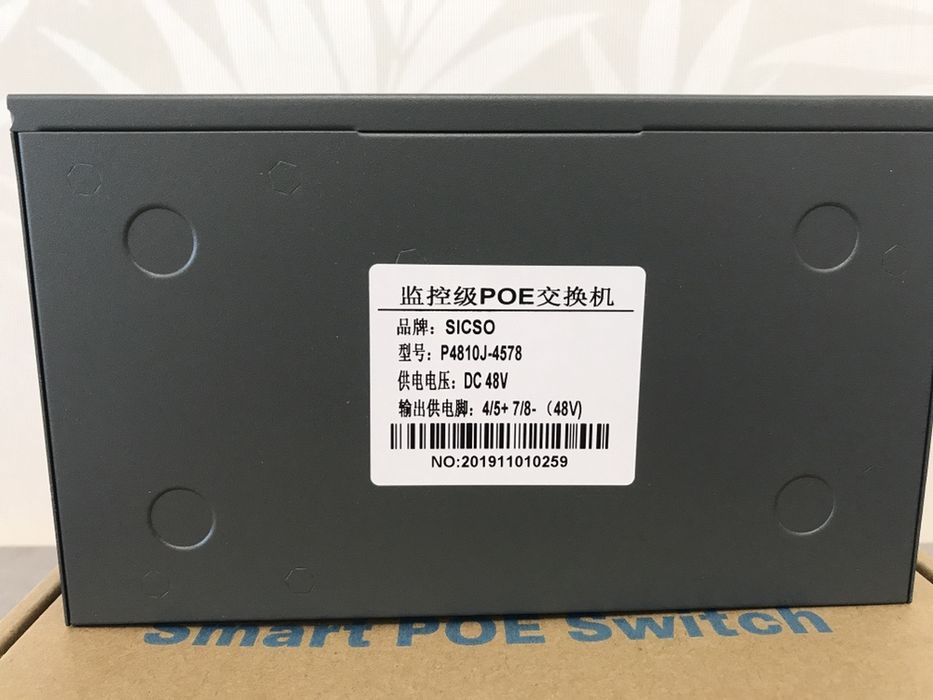 监控级POE交换机
品牌：SICSO
型号：P4810J-4578
供电电压：DC 48V
输出供电脚：4/5+ 7/8-（48V)
NO:201911010259
Smart POE Switch